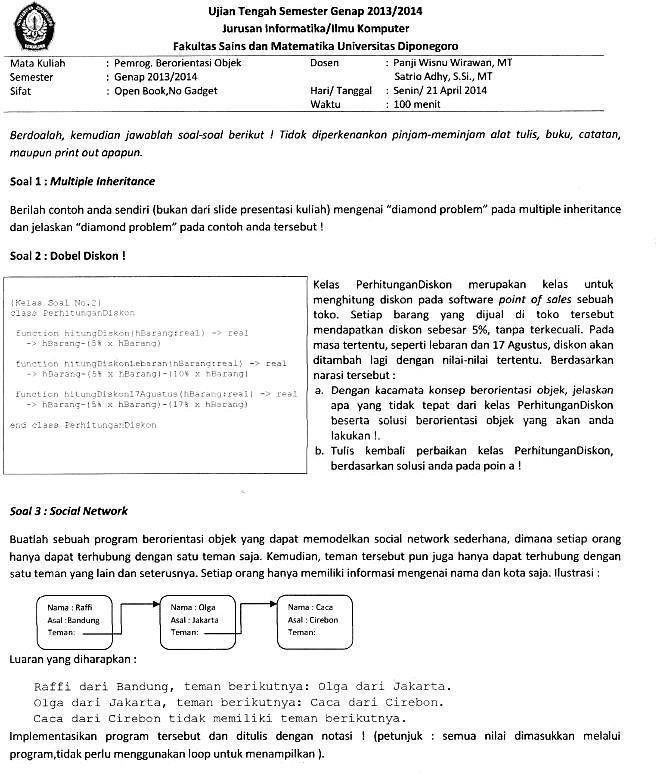 Ujian Tengah Semester Genap 2013/2014
Jurusan Informatika/Ilmu Komputer
Fakultas Sains dan Matematika Universitas Diponegoro
Mata Kuliah : Pemrog. Berorientasi Objek Dosen : Panji Wisnu Wirawan, MT
Semester : Genap 2013/2014 Satrio Adhy, S.Si., MT
Sifat : Open Book,No Gadget Hari/ Tanggal : Senin/ 21 April 2014
Waktu : 100 menit
Berdoalah, kemudian jawablah soal-soal berikut ! Tidak diperkenankan pinjam-meminjam alat tulis, buku, catatan,
maupun print out apapun.
Soal 1 : Multiple Inheritance
Berilah contoh anda sendiri (bukan dari slide presentasi kuliah) mengenai "diamond problem" pada multiple inheritance
dan jelaskan "diamond problem" pada contoh anda tersebut !
Soal 2 : Dobel Diskon !
{Kelas Soal No.2}
class PerhitunganDiskon
function hitungDiskon(hBarang:real) -> real
-> hBarang-(5% x hBarang)
function hitungDiskonLebaran(hBarang:real) -> real
-> hBarang-(5% x hBarang)-(10% x hBarang)
function hitungDiskon17Agustus(hBarang:real) -> real
-> hBarang-(5% x hBarang)-(17% x hBarang)
end class PerhitunganDiskon
Kelas PerhitunganDiskon merupakan kelas untuk
menghitung diskon pada software point of sales sebuah
toko. Setiap barang yang dijual di toko tersebut
mendapatkan diskon sebesar 5%, tanpa terkecuali. Pada
masa tertentu, seperti lebaran dan 17 Agustus, diskon akan
ditambah lagi dengan nilai-nilai tertentu. Berdasarkan
narasi tersebut :
a. Dengan kacamata konsep berorientasi objek, jelaskan
apa yang tidak tepat dari kelas PerhitunganDiskon
beserta solusi berorientasi objek yang akan anda
lakukan !.
b. Tulis kembali perbaikan kelas PerhitunganDiskon,
berdasarkan solusi anda pada poin a !
Soal 3 : Social Network
Buatlah sebuah program berorientasi objek yang dapat memodelkan social network sederhana, dimana setiap orang
hanya dapat terhubung dengan satu teman saja. Kemudian, teman tersebut pun juga hanya dapat terhubung dengan
satu teman yang lain dan seterusnya. Setiap orang hanya memiliki informasi mengenai nama dan kota saja. Ilustrasi :
Nama : Raffi
Asal :Bandung
Teman:
Nama : Olga
Asal : Jakarta
Teman:
Nama : Caca
Asal : Cirebon
Teman:
Luaran yang diharapkan :
Raffi dari Bandung, teman berikutnya: Olga dari Jakarta.
Olga dari Jakarta, teman berikutnya: Caca dari Cirebon.
Caca dari Cirebon tidak memiliki teman berikutnya.
Implementasikan program tersebut dan ditulis dengan notasi ! (petunjuk : semua nilai dimasukkan melalui
program,tidak perlu menggunakan loop untuk menampilkan ).